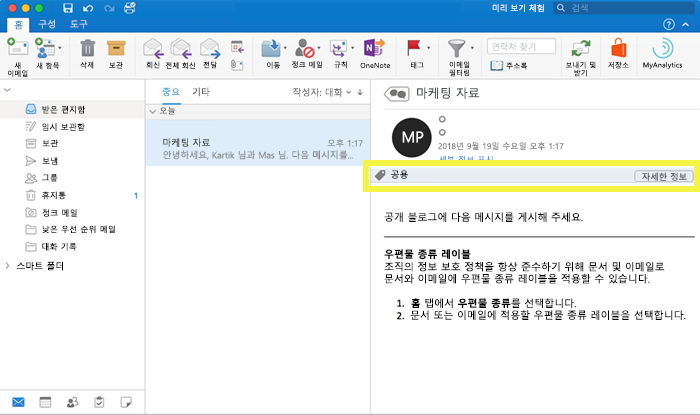 미리 보기 체험
검색
홈
구성
도구
새 이메일
새 항목
삭제
보관
회신
전체 회신
전달
이동
정크 메일
규칙
OneNote
태그
이메일 필터링
연락처 찾기
주소록
보내기 및 받기
저장소
MyAnalytics
받은 편지함
임시 보관함
보관
보냄
그룹
휴지통 1
정크 메일
낮은 우선 순위 메일
대화 기록
스마트 폴더
중요 기타 작성자: 대화
오늘
마케팅 자료 오후 1:17
안녕하세요, Kartik 님과 Mas 님. 다음 메시지를...
마케팅 자료
MP
2018년 9월 19일 수요일 오후 1:17
세부 정보 표시
공용 자세한 정보
공개 블로그에 다음 메시지를 게시해 주세요.
우편물 종류 레이블
조직의 정보 보호 정책을 항상 준수하기 위해 문서 및 이메일로
문서와 이메일에 우편물 종류 레이블을 적용할 수 있습니다.
1. 홈 탭에서 우편물 종류를 선택합니다.
2. 문서 또는 이메일에 적용할 우편물 종류 레이블을 선택합니다.